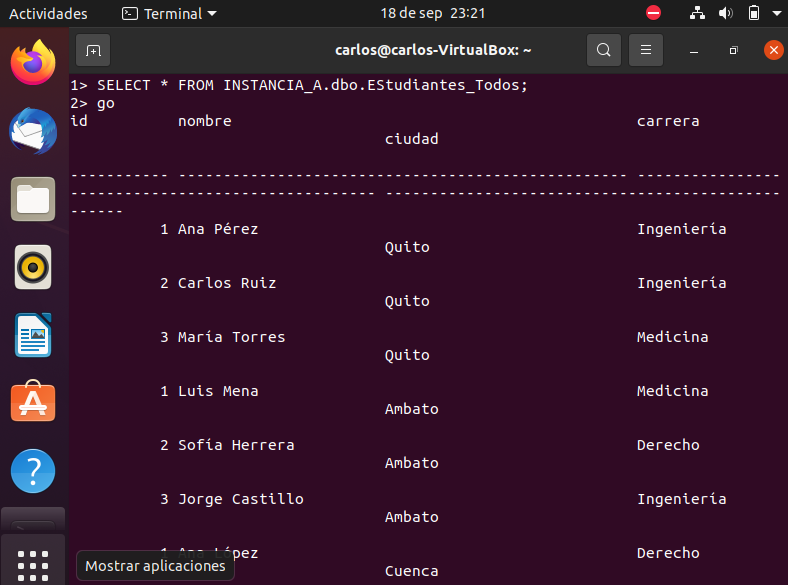 Actividades Terminal 18 de sep 23:21
carlos@carlos-VirtualBox: ~
1> SELECT * FROM INSTANCIA_A.dbo.EStudiantes_Todos;
2> go
id nombre carrera
ciudad
----------- -------------------------------------------------- ----------------
---------------------------------- --------------------------------------------
------
1 Ana Pérez Ingeniería
Quito
2 Carlos Ruiz Ingeniería
Quito
3 María Torres Medicina
Quito
1 Luis Mena Medicina
Ambato
2 Sofía Herrera Derecho
Ambato
3 Jorge Castillo Ingeniería
Ambato
1 Ana López Derecho
Mostrar aplicaciones
Cuenca